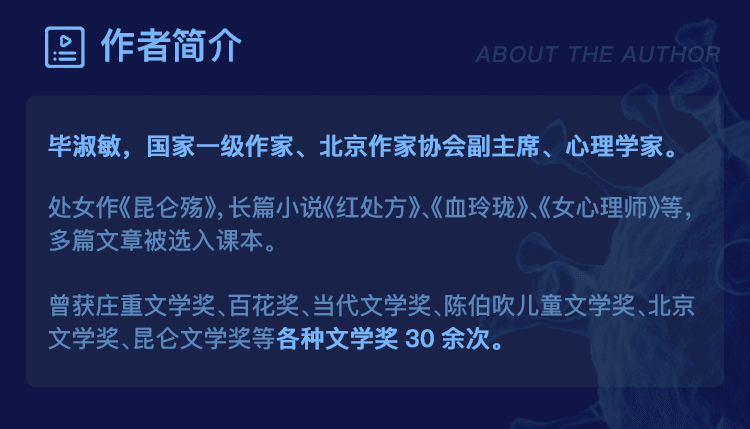 作者简介
ABOUT THE AUTHOR
毕淑敏，国家一级作家、北京作家协会副主席、心理学家。
处女作《昆仑殇》，长篇小说《红处方》、《血玲珑》、《女心理师》等，
多篇文章被选入课本。
曾获庄重文学奖、百花奖、当代文学奖、陈伯吹儿童文学奖、北京
文学奖、昆仑文学奖等各种文学奖 30 余次。